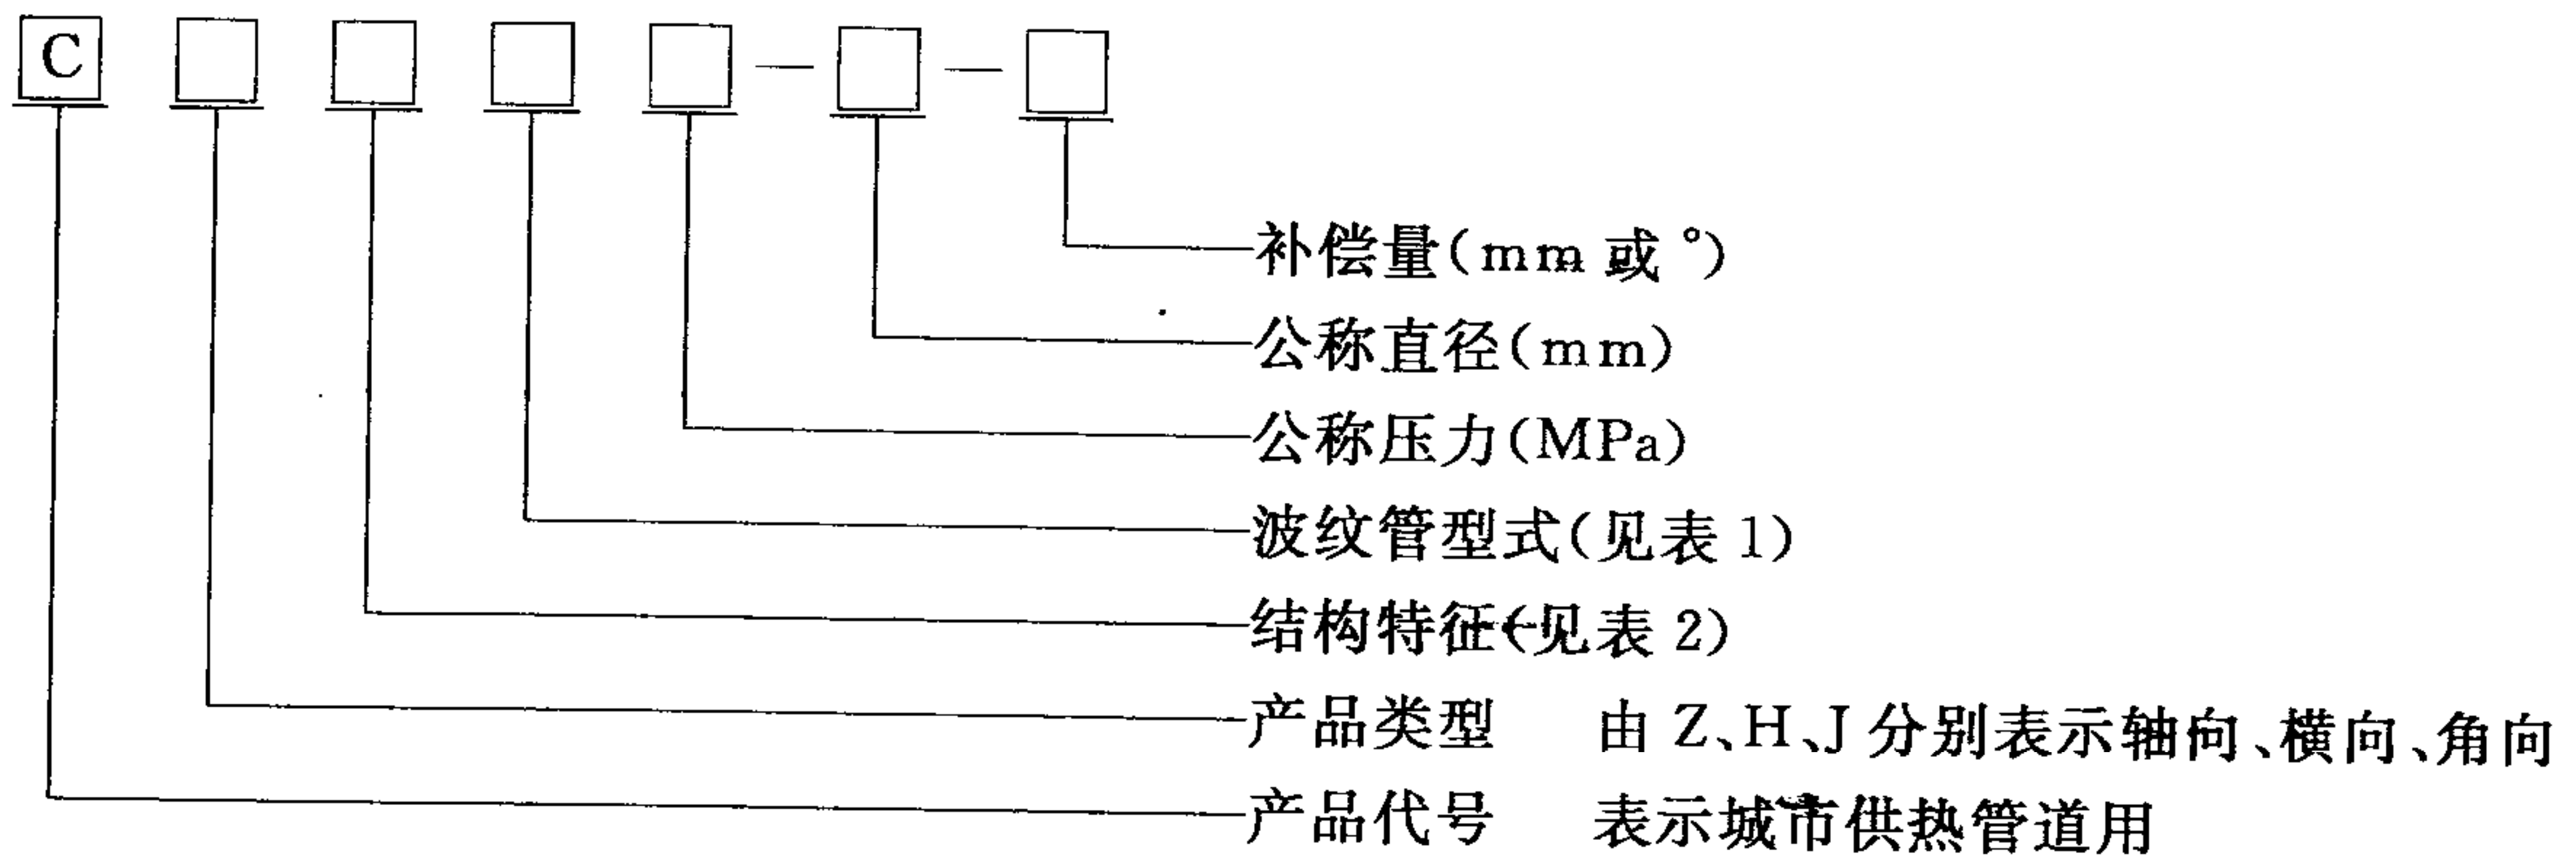 C □ □ □ □ — □ — □
补偿量(mm 或 °)
公称直径(mm)
公称压力(MPa)
波纹管型式(见表 1)
结构特征(见表 2)
产品类型 由 Z、H、J 分别表示轴向、横向、角向
产品代号 表示城市供热管道用